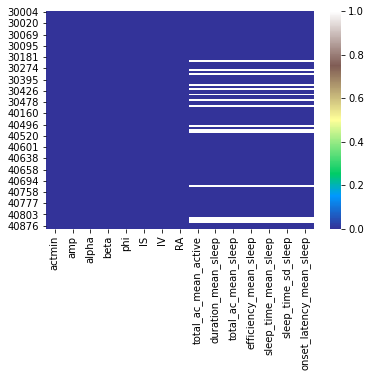 30004
30020
30069
30095
30181
30274
30395
30426
30478
40160
40496
40520
40601
40638
40658
40694
40758
40777
40803
40876
actmin
amp
alpha
beta
phi
IS
IV
RA
total_ac_mean_active
duration_mean_sleep
total_ac_mean_sleep
efficiency_mean_sleep
sleep_time_mean_sleep
sleep_time_sd_sleep
onset_latency_mean_sleep
1.0
0.8
0.6
0.4
0.2
0.0